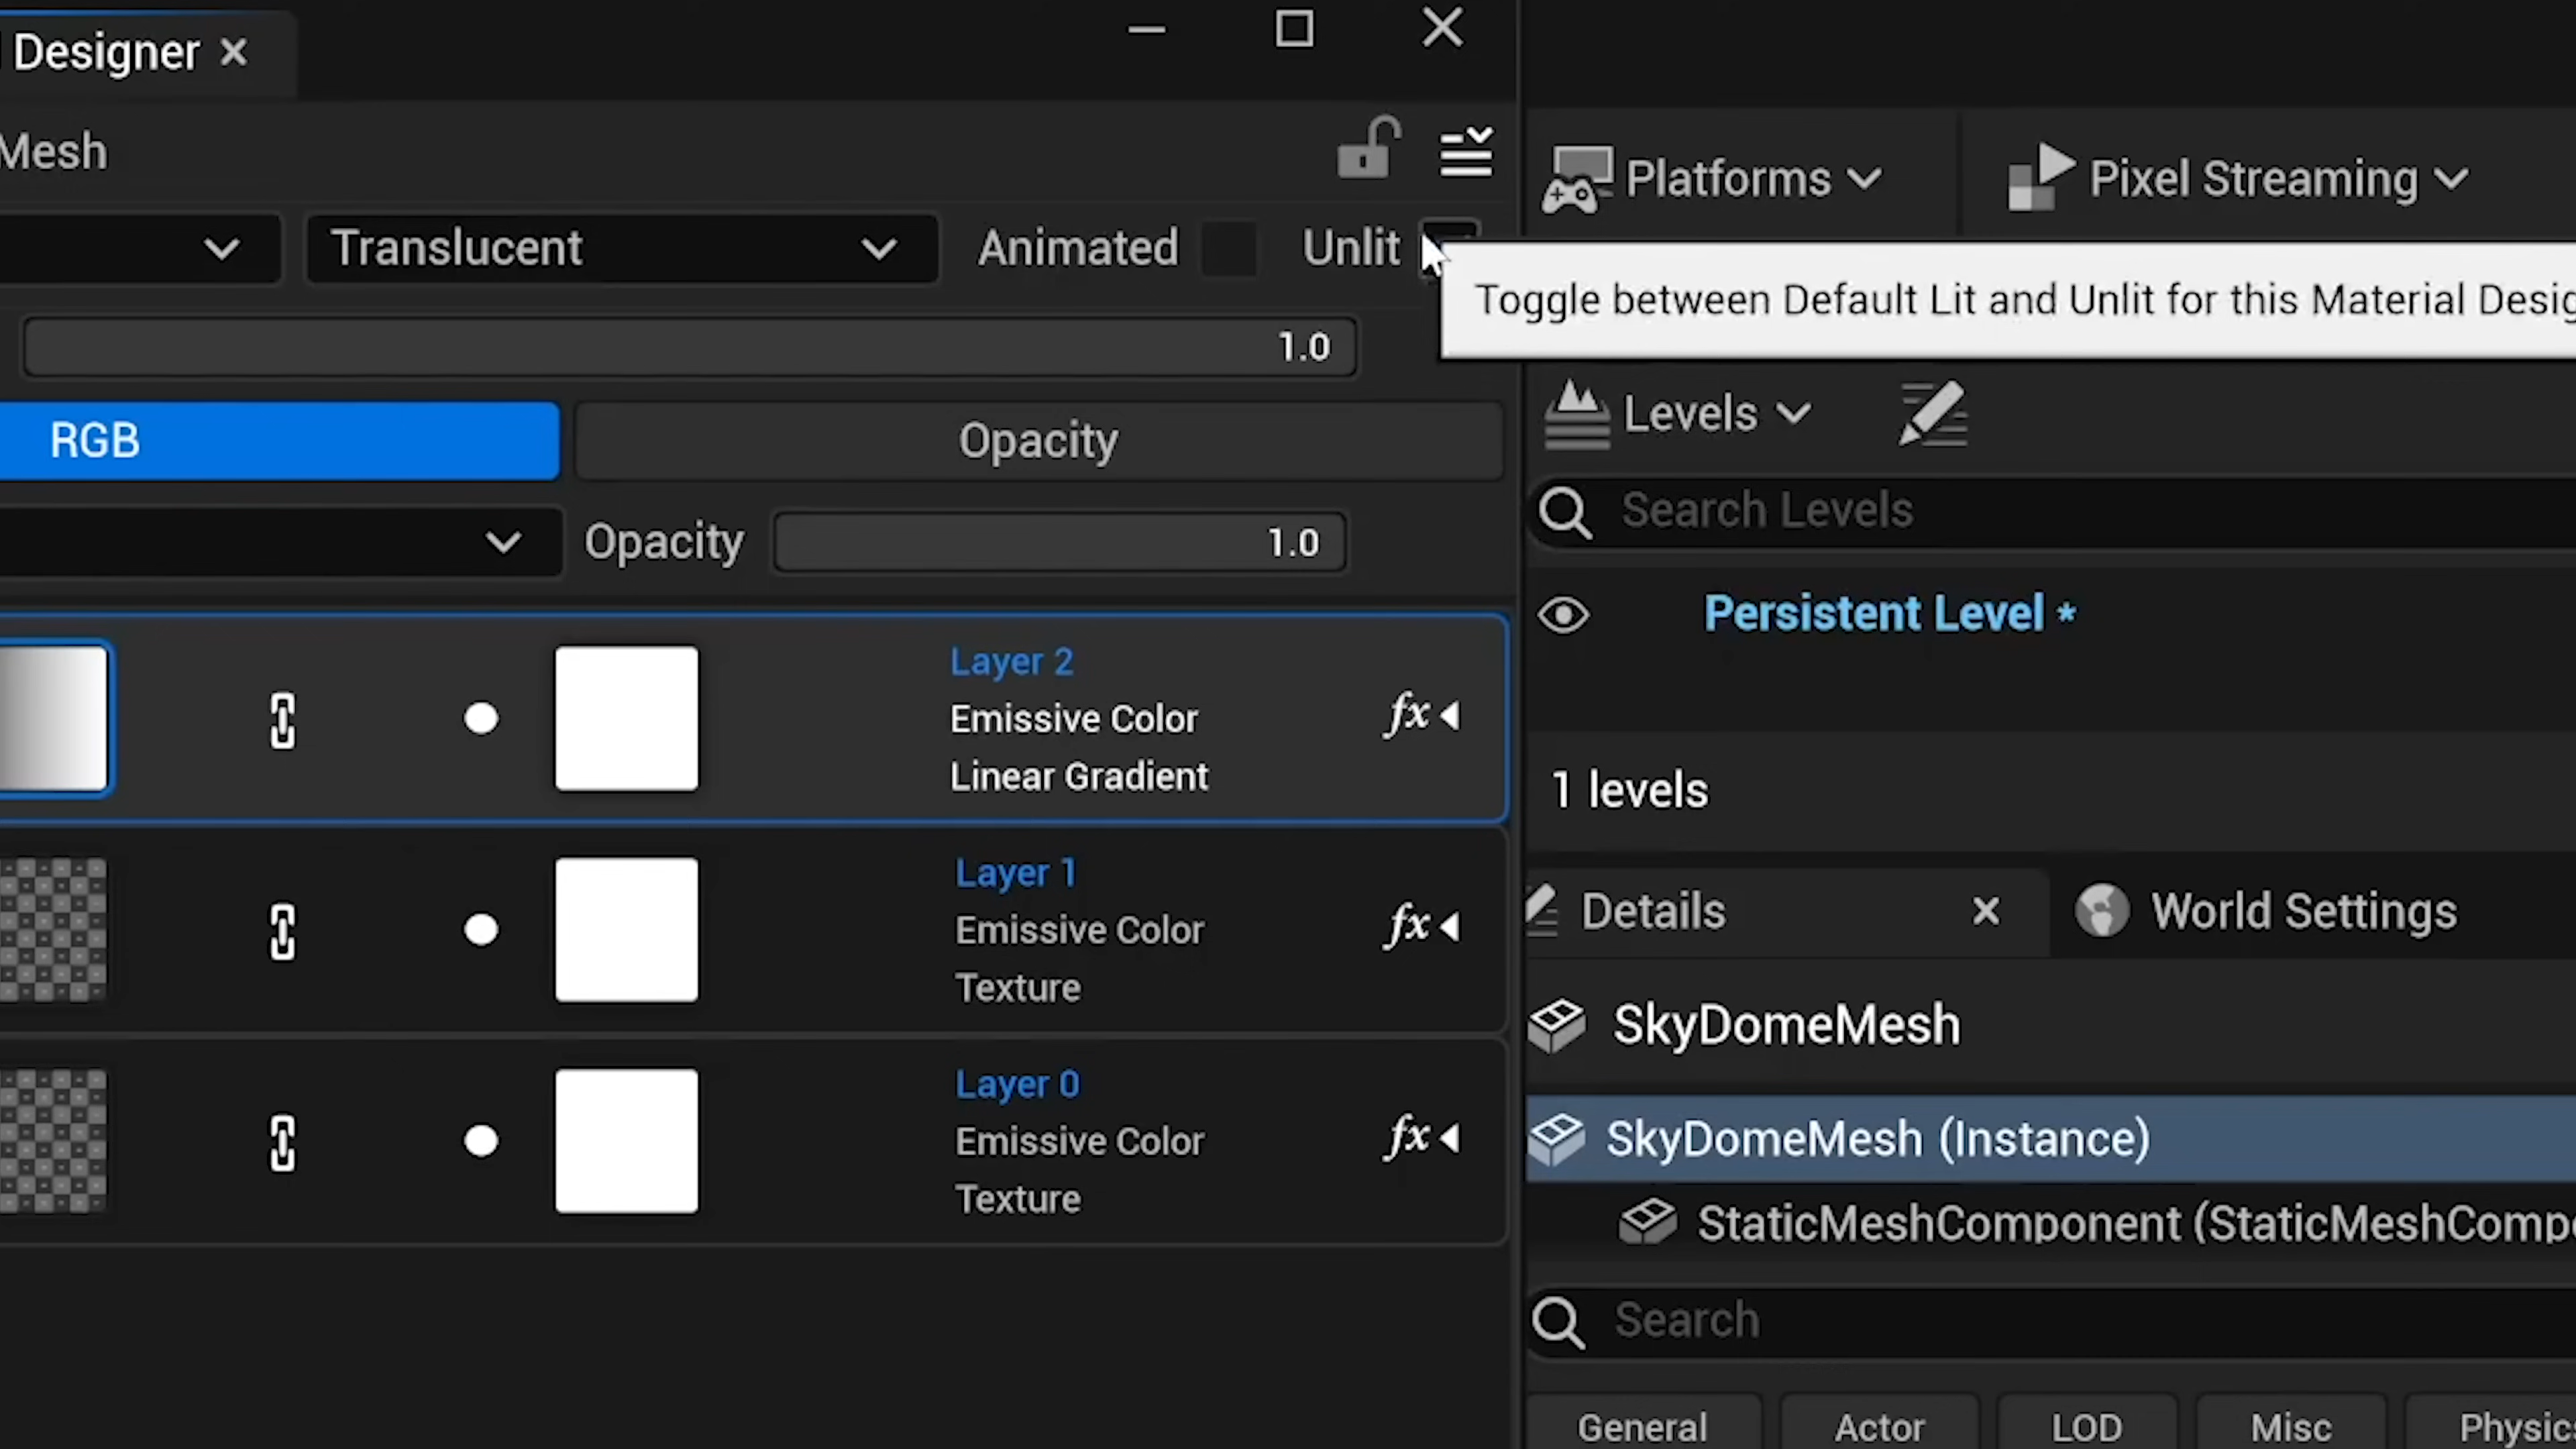 Designer
Mesh
Translucent
Animated
Unlit
1.0
RGB
Opacity
Opacity
1.0
Layer 2
Emissive Color
Linear Gradient
fx
Layer 1
Emissive Color
Texture
fx
Layer 0
Emissive Color
Texture
fx
Platforms
Pixel Streaming
Toggle between Default Lit and Unlit for this Material Desig
Levels
Search Levels
Persistent Level *
1 levels
Details
World Settings
SkyDomeMesh
SkyDomeMesh (Instance)
StaticMeshComponent (StaticMeshCompo
Search
General
Actor
LOD
Misc
Physic